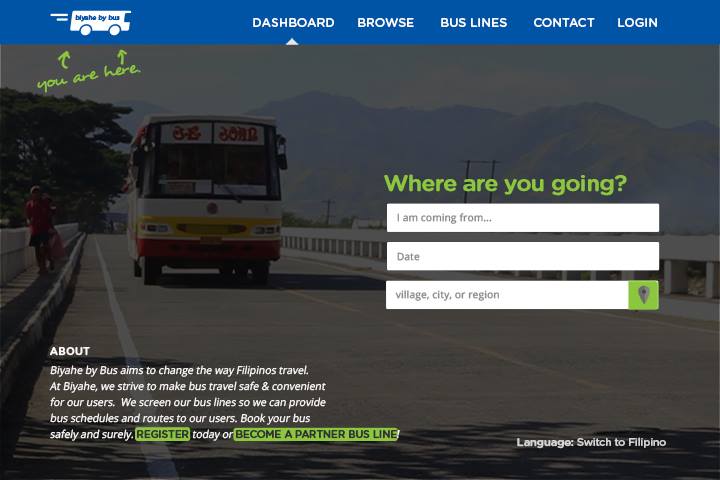 biyahe by bus
DASHBOARD BROWSE BUS LINES CONTACT LOGIN
you are here.
Where are you going?
I am coming from...
Date
village, city, or region
ABOUT
Biyahe by Bus aims to change the way Filipinos travel.
At Biyahe, we strive to make bus travel safe & convenient
for our users. We screen our bus lines so we can provide
bus schedules and routes to our users. Book your bus
safely and surely. REGISTER today or BECOME A PARTNER BUS LINE!
Language: Switch to Filipino